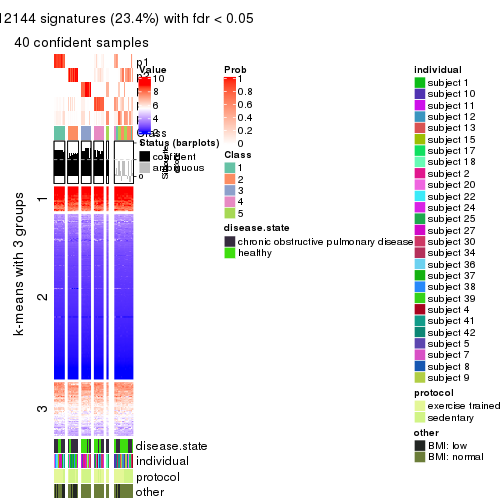 12144 signatures (23.4%) with fdr < 0.05
40 confident samples
p1
p2
Class
Value
10
8
6
4
Status (barplots)
confident
ambiguous
Prob
1
0.8
0.6
0.4
0.2
0
Class
1
2
3
4
5
disease.state
chronic obstructive pulmonary disease
healthy
individual
subject 1
subject 10
subject 11
subject 12
subject 13
subject 15
subject 17
subject 18
subject 2
subject 20
subject 22
subject 24
subject 25
subject 27
subject 30
subject 34
subject 36
subject 37
subject 38
subject 39
subject 4
subject 41
subject 42
subject 5
subject 7
subject 8
subject 9
protocol
exercise trained
sedentary
other
BMI: low
BMI: normal
k-means with 3 groups
1
2
3
disease.state
individual
protocol
other